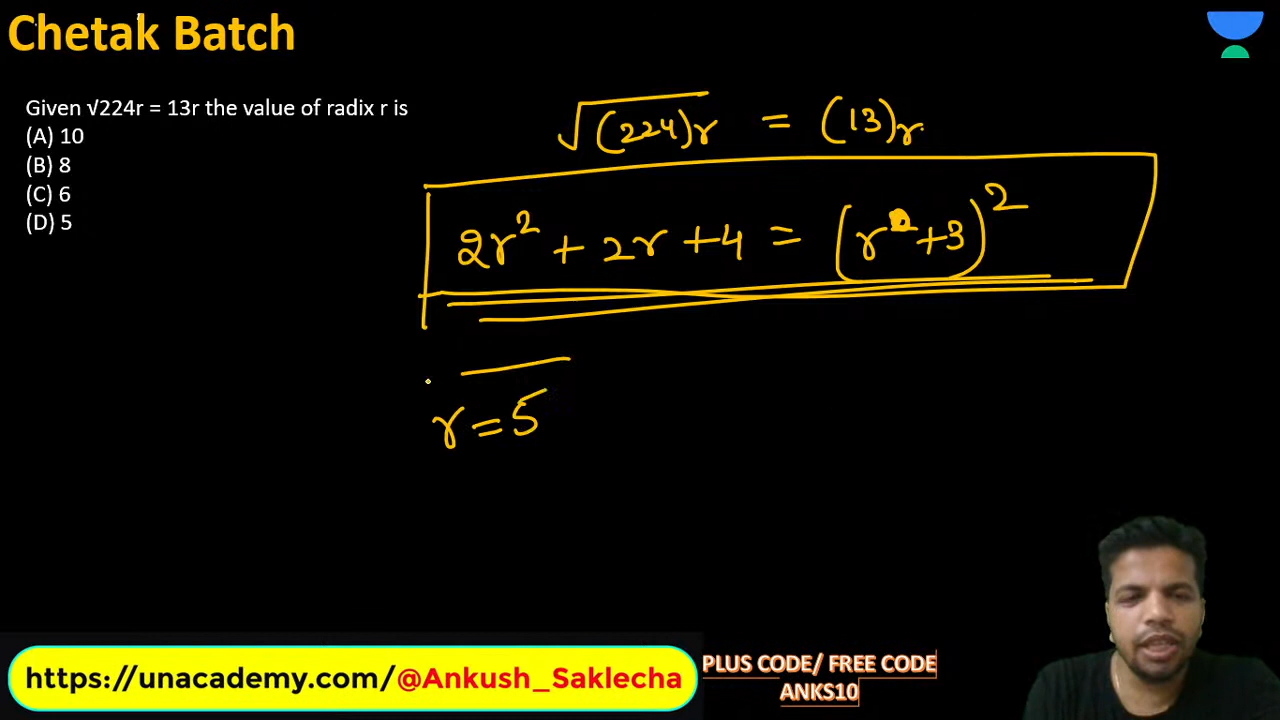 Chetak Batch
Given √224r = 13r the value of radix r is
(A) 10
(B) 8
(C) 6
(D) 5
√(224)r = (13)r
2r² + 2r + 4 = (r + 3)²
r = 5
https://unacademy.com/@Ankush_Saklecha
PLUS CODE/ FREE CODE
ANKS10